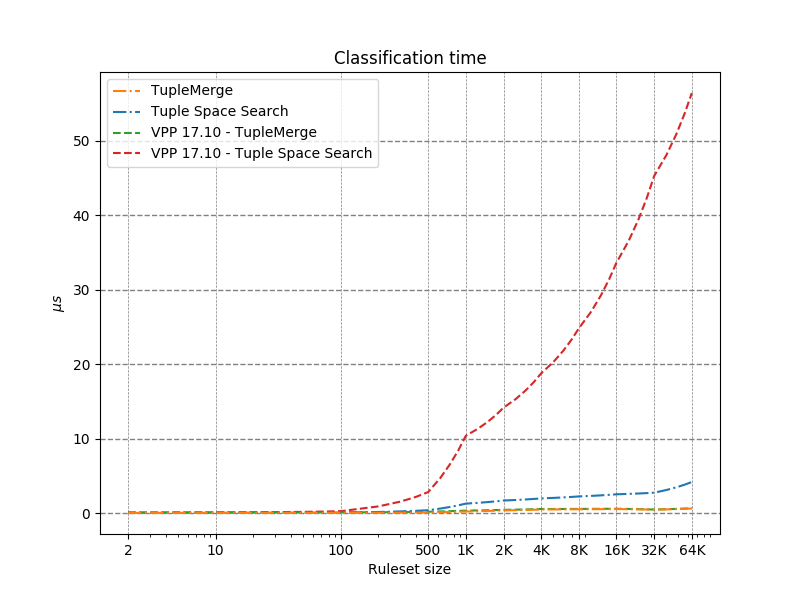 Classification time
TupleMerge
Tuple Space Search
VPP 17.10 - TupleMerge
VPP 17.10 - Tuple Space Search
50
40
30
20
10
0
μs
2 10 100 500 1K 2K 4K 8K 16K 32K 64K
Ruleset size